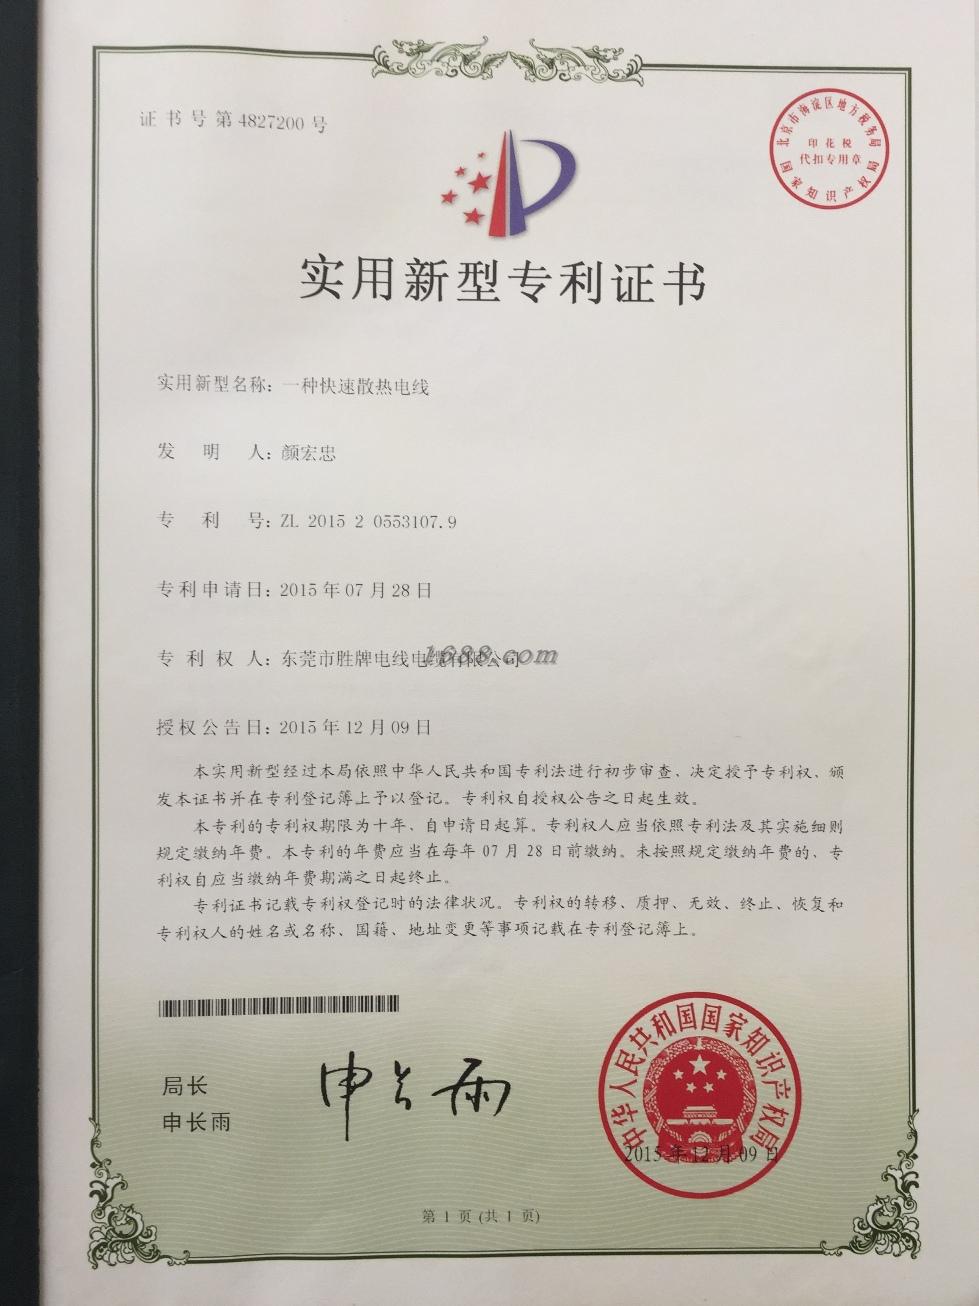 证书号第4827200号
北京市海淀区地方税务局
印花税
代扣专用章
国家知识产权局
实用新型专利证书
实用新型名称：一种快速散热电线
发 明 人：颜宏忠
专 利 号：ZL 2015 2 0553107.9
专利申请日：2015年07月28日
专 利 权 人：东莞市胜牌电线电缆有限公司
1688.com
授权公告日：2015年12月09日
本实用新型经过本局依照中华人民共和国专利法进行初步审查、决定授予专利权、颁
发本证书并在专利登记簿上予以登记。专利权自授权公告之日起生效。
本专利的专利权期限为十年、自申请日起算。专利权人应当依照专利法及其实施细则
规定缴纳年费。本专利的年费应当在每年07月28日前缴纳。未按照规定缴纳年费的、专
利权自应当缴纳年费期满之日起终止。
专利证书记载专利权登记时的法律状况。专利权的转移、质押、无效、终止、恢复和
专利权人的姓名或名称、国籍、地址变更等事项记载在专利登记簿上。
局长
申长雨
申长雨
中华人民共和国国家知识产权局
2015年12月09日
第1页(共1页)